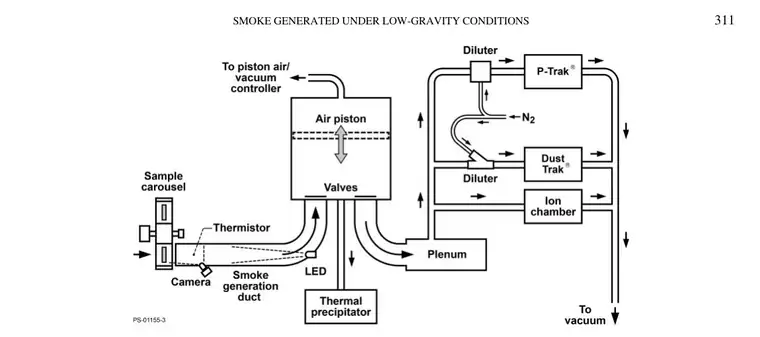 SMOKE GENERATED UNDER LOW-GRAVITY CONDITIONS
311
Diluter
To piston air/
vacuum
controller
P-Trak®
Air piston
N2
Dust
Trak®
Sample
carousel
Valves
Diluter
Ion
chamber
Thermistor
Plenum
LED
Camera
Smoke
generation
duct
Thermal
precipitator
To
vacuum
PS-01155-3